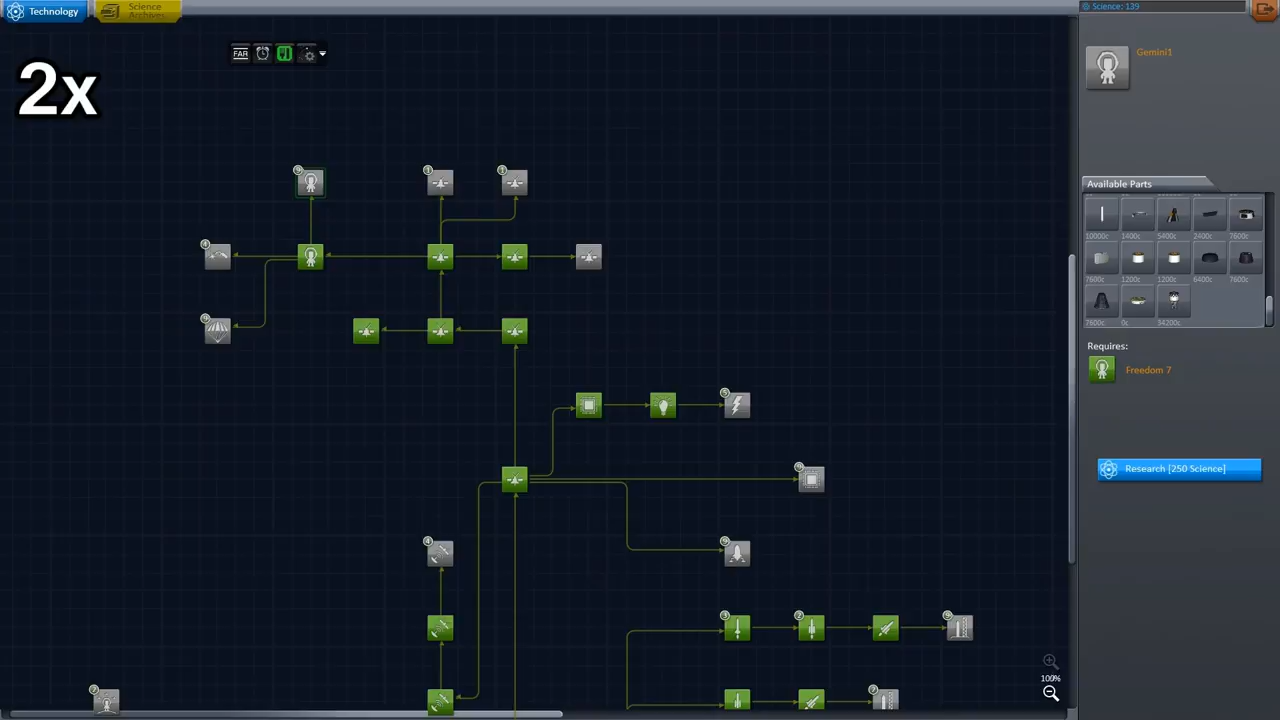 Technology
Science Archives
Science: 139
FAR
2x
Gemini1
Available Parts
10000c 1400c 5400c 2400c 7600c
7600c 1200c 1200c 6400c 7600c
7600c 0c 34200c
Requires:
Freedom 7
Research [250 Science]
100%